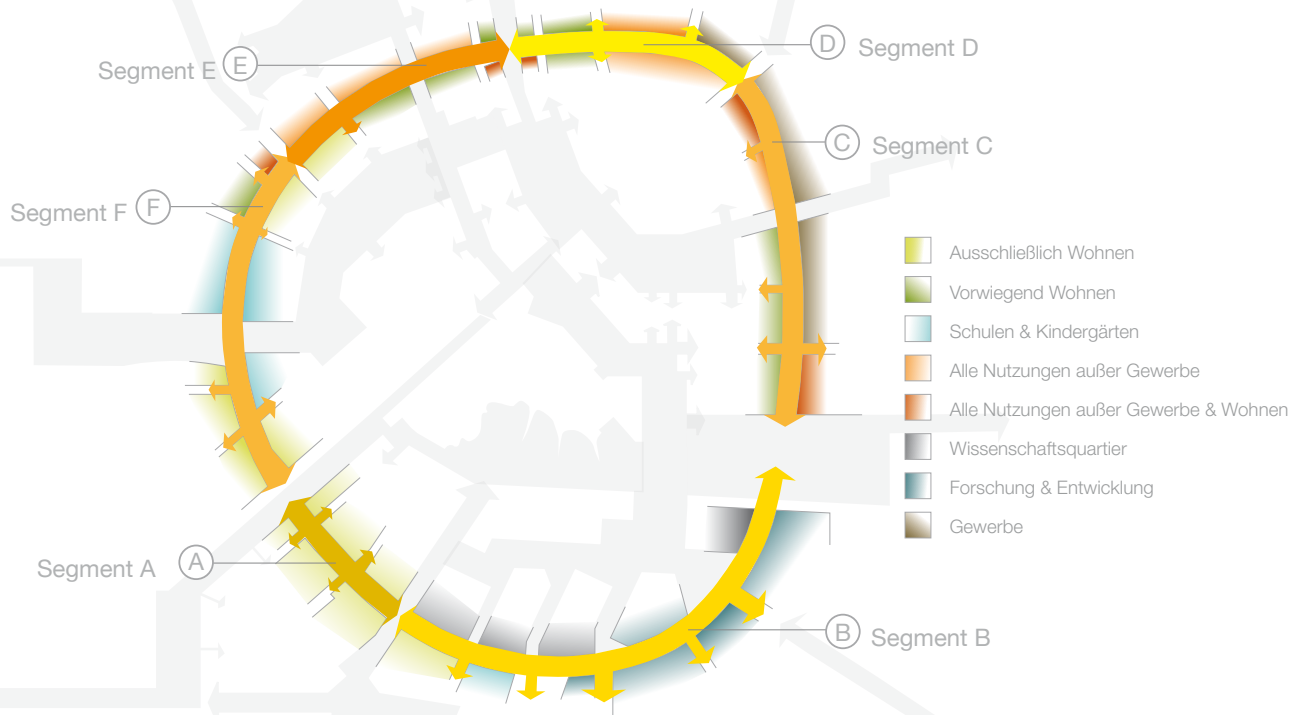 D Segment D
Segment E E
C Segment C
Segment F F
Ausschließlich Wohnen
Vorwiegend Wohnen
Schulen & Kindergärten
Alle Nutzungen außer Gewerbe
Alle Nutzungen außer Gewerbe & Wohnen
Wissenschaftsquartier
Forschung & Entwicklung
Gewerbe
Segment A A
B Segment B